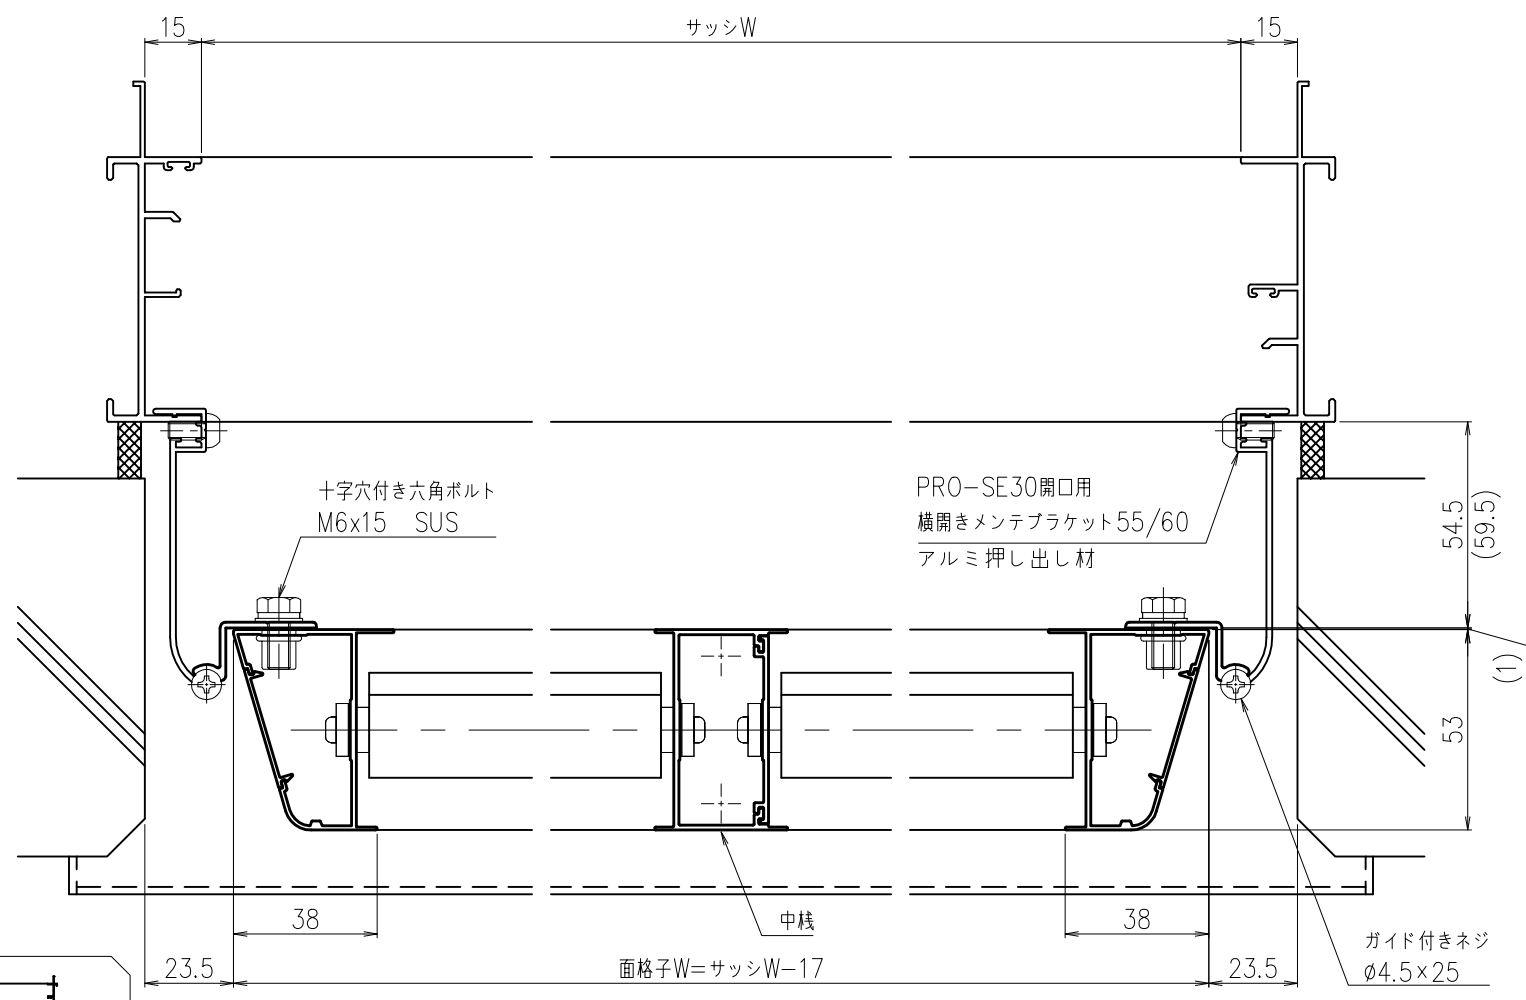 15
サッシW
15
十字穴付き六角ボルト
M6x15 SUS
PRO-SE30開口用
横開きメンテブラケット55/60
アルミ押し出し材
54.5
(59.5)
(1)
53
38
中桟
38
ガイド付きネジ
φ4.5×25
23.5
面格子W=サッシW-17
23.5